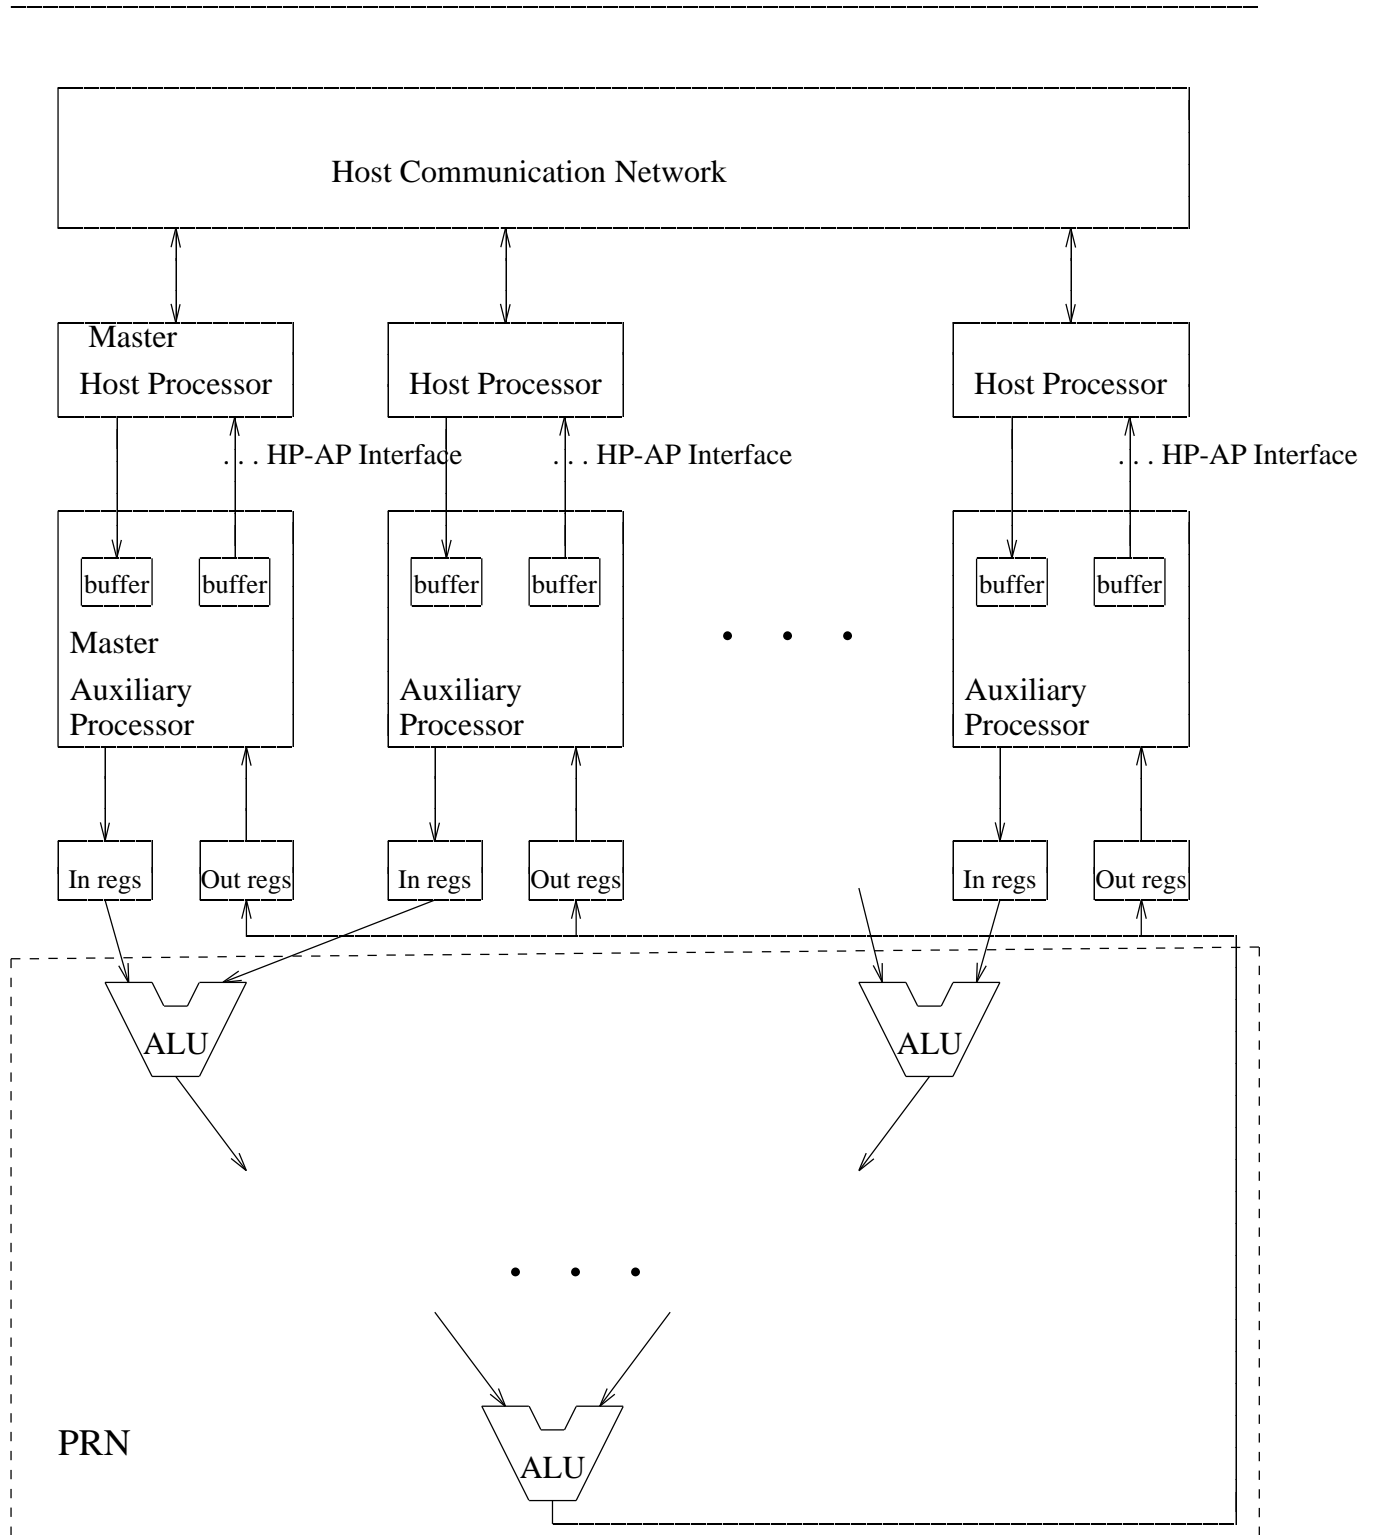 Host Communication Network
Master
Host Processor
Host Processor
Host Processor
. . . HP-AP Interface
. . . HP-AP Interface
. . . HP-AP Interface
buffer
buffer
buffer
buffer
buffer
buffer
Master
Auxiliary
Processor
Auxiliary
Processor
Auxiliary
Processor
In regs
Out regs
In regs
Out regs
In regs
Out regs
ALU
ALU
PRN
ALU